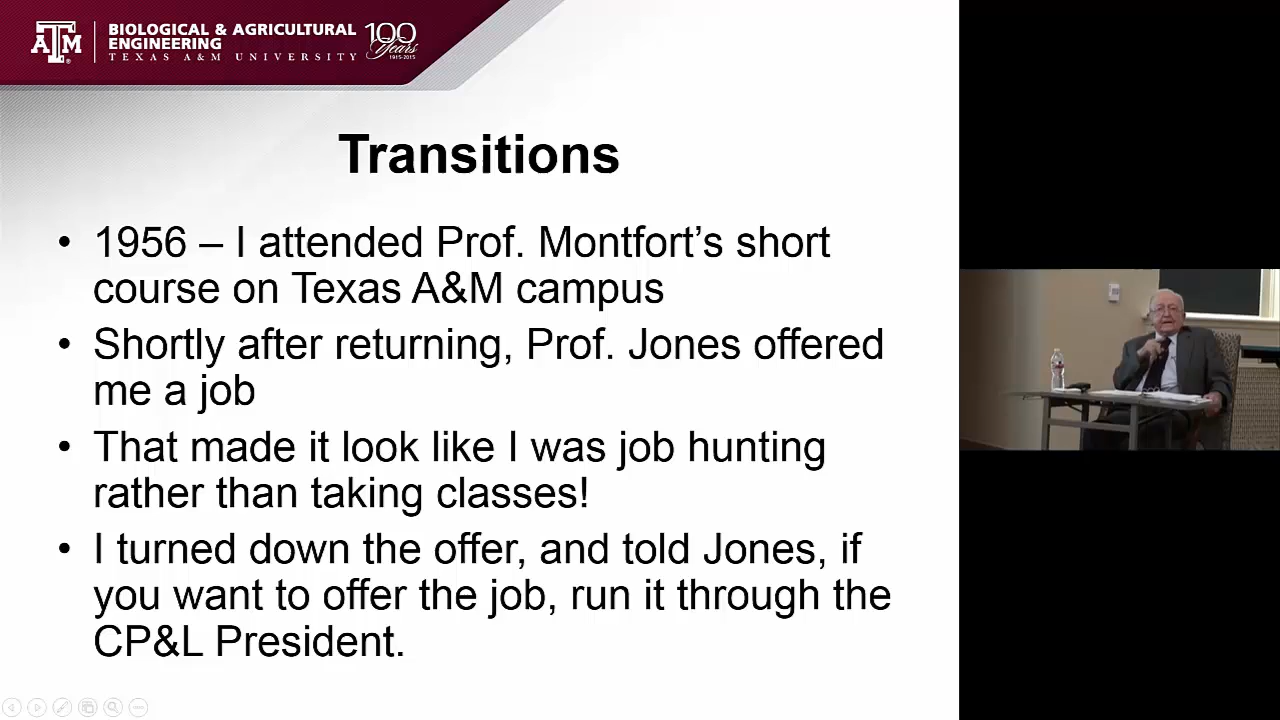 BIOLOGICAL & AGRICULTURAL
ENGINEERING
TEXAS A&M UNIVERSITY
100
Years
1915-2015
ATM
Transitions
• 1956 – I attended Prof. Montfort’s short
course on Texas A&M campus
• Shortly after returning, Prof. Jones offered
me a job
• That made it look like I was job hunting
rather than taking classes!
• I turned down the offer, and told Jones, if
you want to offer the job, run it through the
CP&L President.